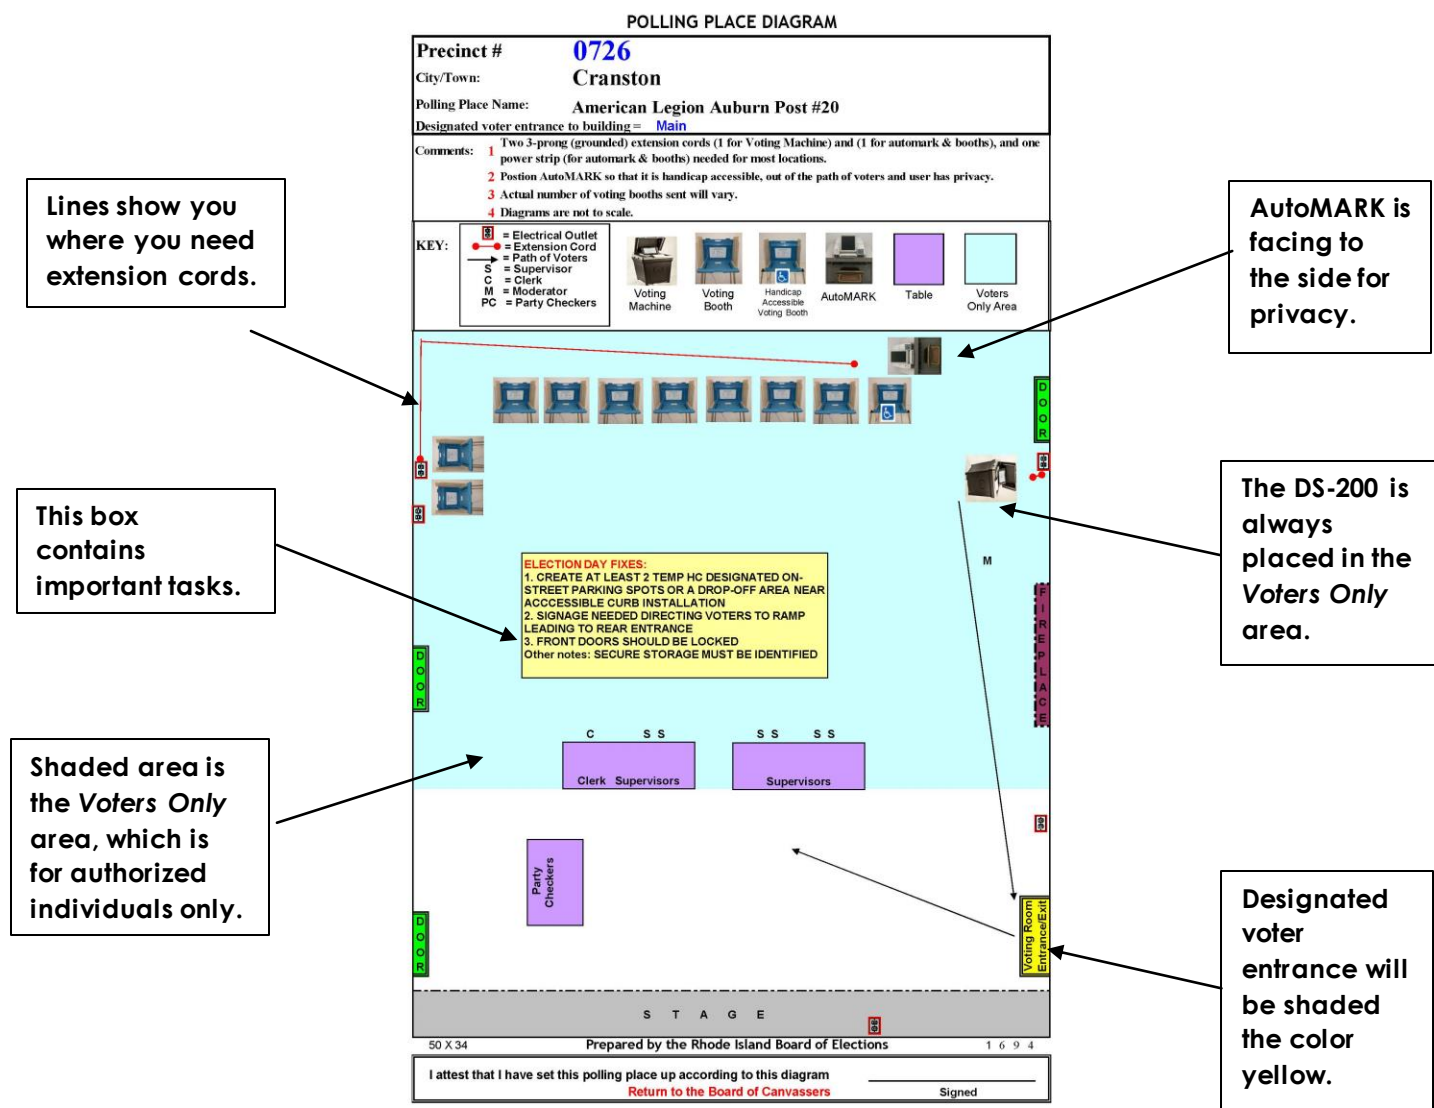 POLLING PLACE DIAGRAM
Precinct # 0726
City/Town: Cranston
Polling Place Name: American Legion Auburn Post #20
Designated voter entrance to building = Main
Comments: 1 Two 3-prong (grounded) extension cords (1 for Voting Machine) and (1 for automark & booths), and one
power strip (for automark & booths) needed for most locations.
2 Postion AutoMARK so that it is handicap accessible, out of the path of voters and user has privacy.
3 Actual number of voting booths sent will vary.
4 Diagrams are not to scale.
KEY:
= Electrical Outlet
= Extension Cord
= Path of Voters
S = Supervisor
C = Clerk
M = Moderator
PC = Party Checkers
Voting
Machine
Voting
Booth
Handicap
Accessible
Voting Booth
AutoMARK
Table
Voters
Only Area
Lines show you
where you need
extension cords.
AutoMARK is
facing to
the side for
privacy.
DOOR
This box
contains
important tasks.
The DS-200 is
always
placed in the
Voters Only
area.
M
ELECTION DAY FIXES:
1. CREATE AT LEAST 2 TEMP HC DESIGNATED ON-
STREET PARKING SPOTS OR A DROP-OFF AREA NEAR
ACCCESSIBLE CURB INSTALLATION
2. SIGNAGE NEEDED DIRECTING VOTERS TO RAMP
LEADING TO REAR ENTRANCE
3. FRONT DOORS SHOULD BE LOCKED
Other notes: SECURE STORAGE MUST BE IDENTIFIED
FIREPLACE
DOOR
Shaded area is
the Voters Only
area, which is
for authorized
individuals only.
C S S S S S S
Clerk Supervisors
Supervisors
Party
Checkers
DOOR
Voting Room
Entrance/Exit
Designated
voter
entrance will
be shaded
the color
yellow.
S T A G E
50 X 34 Prepared by the Rhode Island Board of Elections 1 6 9 4
I attest that I have set this polling place up according to this diagram
Return to the Board of Canvassers Signed